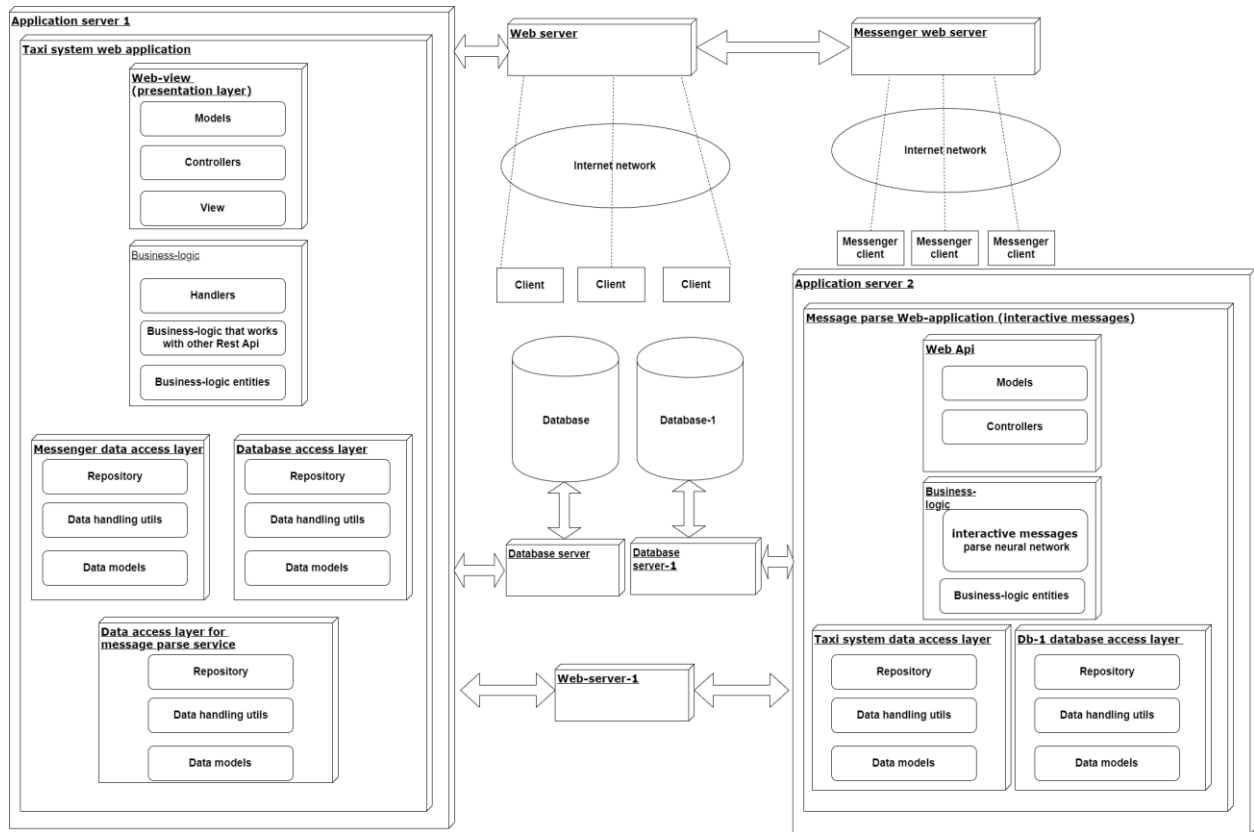 Application server 1
Taxi system web application
Web-view
(presentation layer)
Models
Controllers
View
Business-logic
Handlers
Business-logic that works
with other Rest Api
Business-logic entities
Messenger data access layer
Repository
Data handling utils
Data models
Database access layer
Repository
Data handling utils
Data models
Data access layer for
message parse service
Repository
Data handling utils
Data models
Web server
Internet network
Client
Client
Client
Messenger web server
Internet network
Messenger
client
Messenger
client
Messenger
client
Database
Database-1
Database server
Database
server-1
Web-server-1
Application server 2
Message parse Web-application (interactive messages)
Web Api
Models
Controllers
Business-
logic
interactive messages
parse neural network
Business-logic entities
Taxi system data access layer
Repository
Data handling utils
Data models
Db-1 database access layer
Repository
Data handling utils
Data models